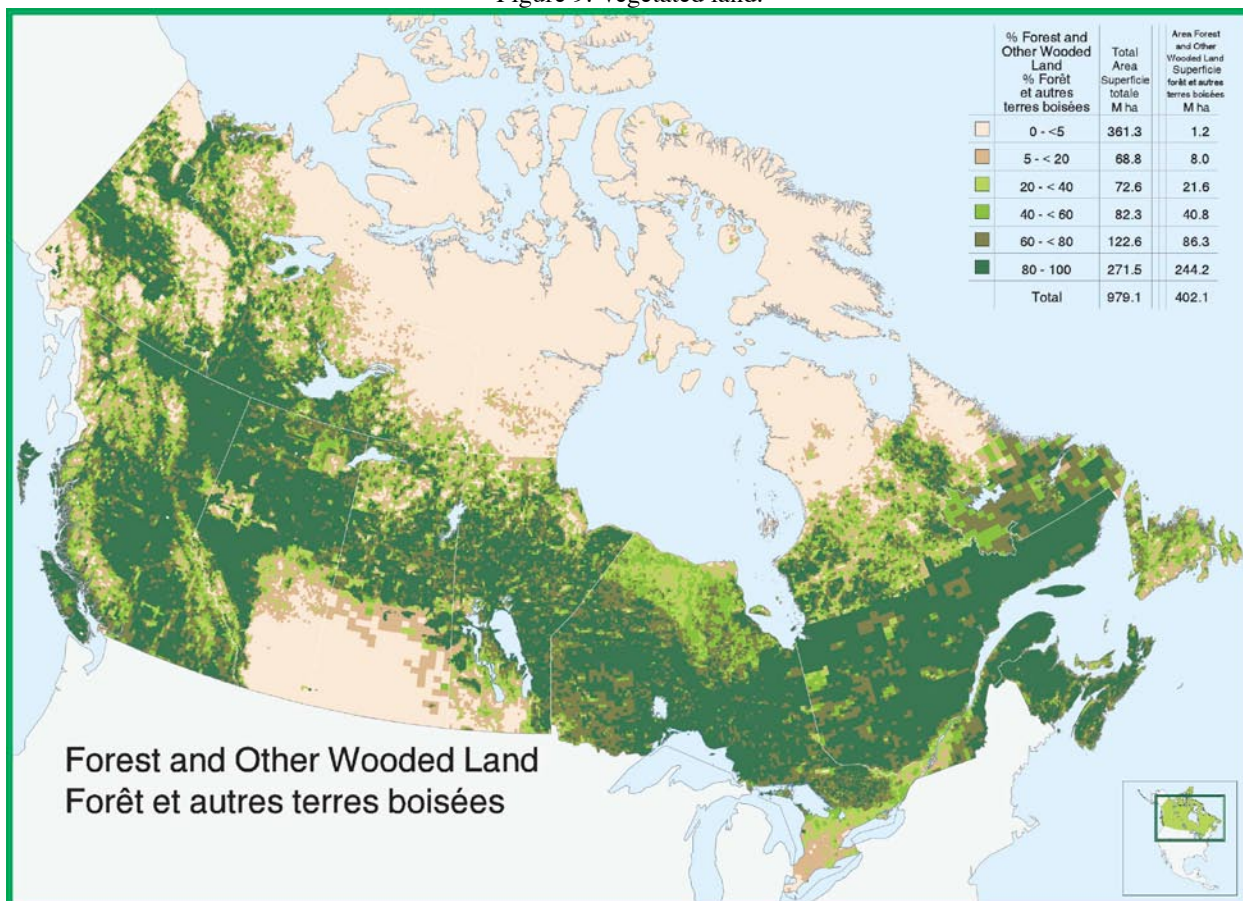 Figure 9. Vegetated land.
% Forest and
Other Wooded
Land
% Forêt
et autres
terres boisées
Total
Area
Superficie
totale
M ha
Area Forest
and Other
Wooded Land
Superficie
forêt et autres
terres boisées
M ha
0 - <5 361.3 1.2
5 - < 20 68.8 8.0
20 - < 40 72.6 21.6
40 - < 60 82.3 40.8
60 - < 80 122.6 86.3
80 - 100 271.5 244.2
Total 979.1 402.1
Forest and Other Wooded Land
Forêt et autres terres boisées